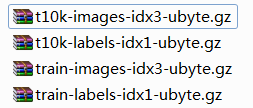 t10k-images-idx3-ubyte.gz
t10k-labels-idx1-ubyte.gz
train-images-idx3-ubyte.gz
train-labels-idx1-ubyte.gz